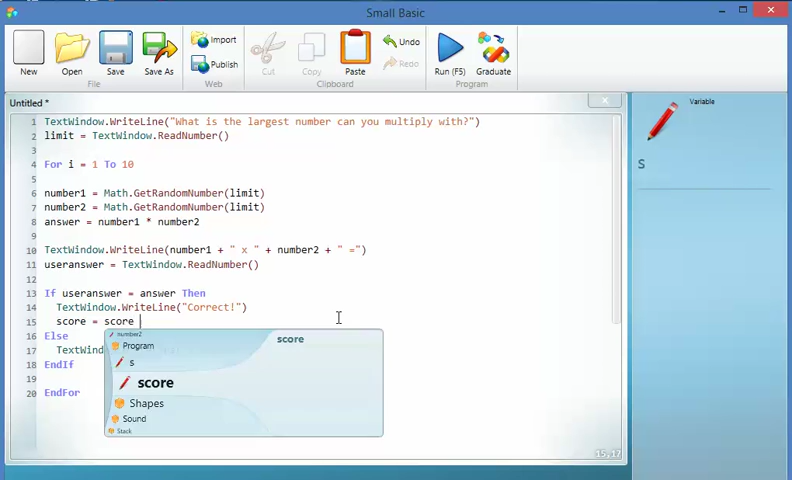 Small Basic
New
Open
Save
Save As
Import
Publish
Cut
Copy
Paste
Undo
Redo
Run (F5)
Graduate
File
Web
Clipboard
Program
Untitled *
Variable
S
1 TextWindow.WriteLine("What is the largest number can you multiply with?")
2 limit = TextWindow.ReadNumber()
3
4 For i = 1 To 10
5
6 number1 = Math.GetRandomNumber(limit)
7 number2 = Math.GetRandomNumber(limit)
8 answer = number1 * number2
9
10 TextWindow.WriteLine(number1 + " x " + number2 + " =")
11 useranswer = TextWindow.ReadNumber()
12
13 If useranswer = answer Then
14 TextWindow.WriteLine("Correct!")
15 score = score
16 Else
17 TextWind
18 EndIf
19
20 EndFor
number2
Program
s
score
Shapes
Sound
Stack
score
15,17